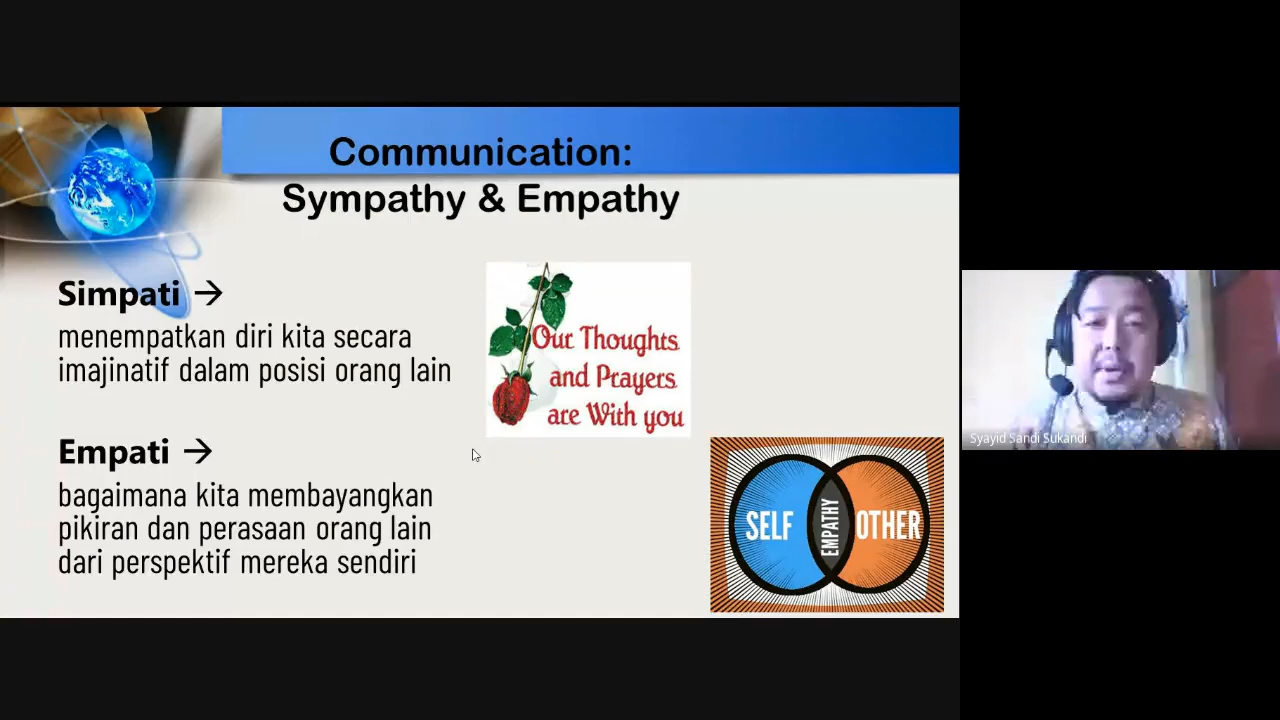 Communication:
Sympathy & Empathy
Simpati →
menempatkan diri kita secara
imajinatif dalam posisi orang lain
Our Thoughts
and Prayers
are With you
Empati →
bagaimana kita membayangkan
pikiran dan perasaan orang lain
dari perspektif mereka sendiri
SELF
EMPATHY
OTHER
Syayid Sandi Sukandi